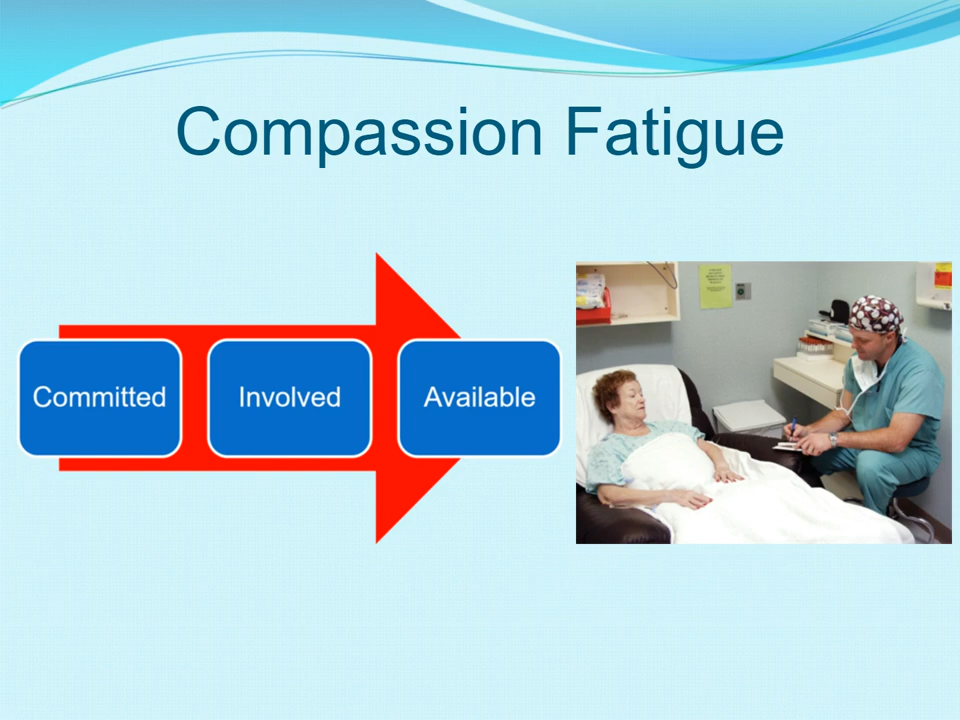 Compassion Fatigue
Committed
Involved
Available